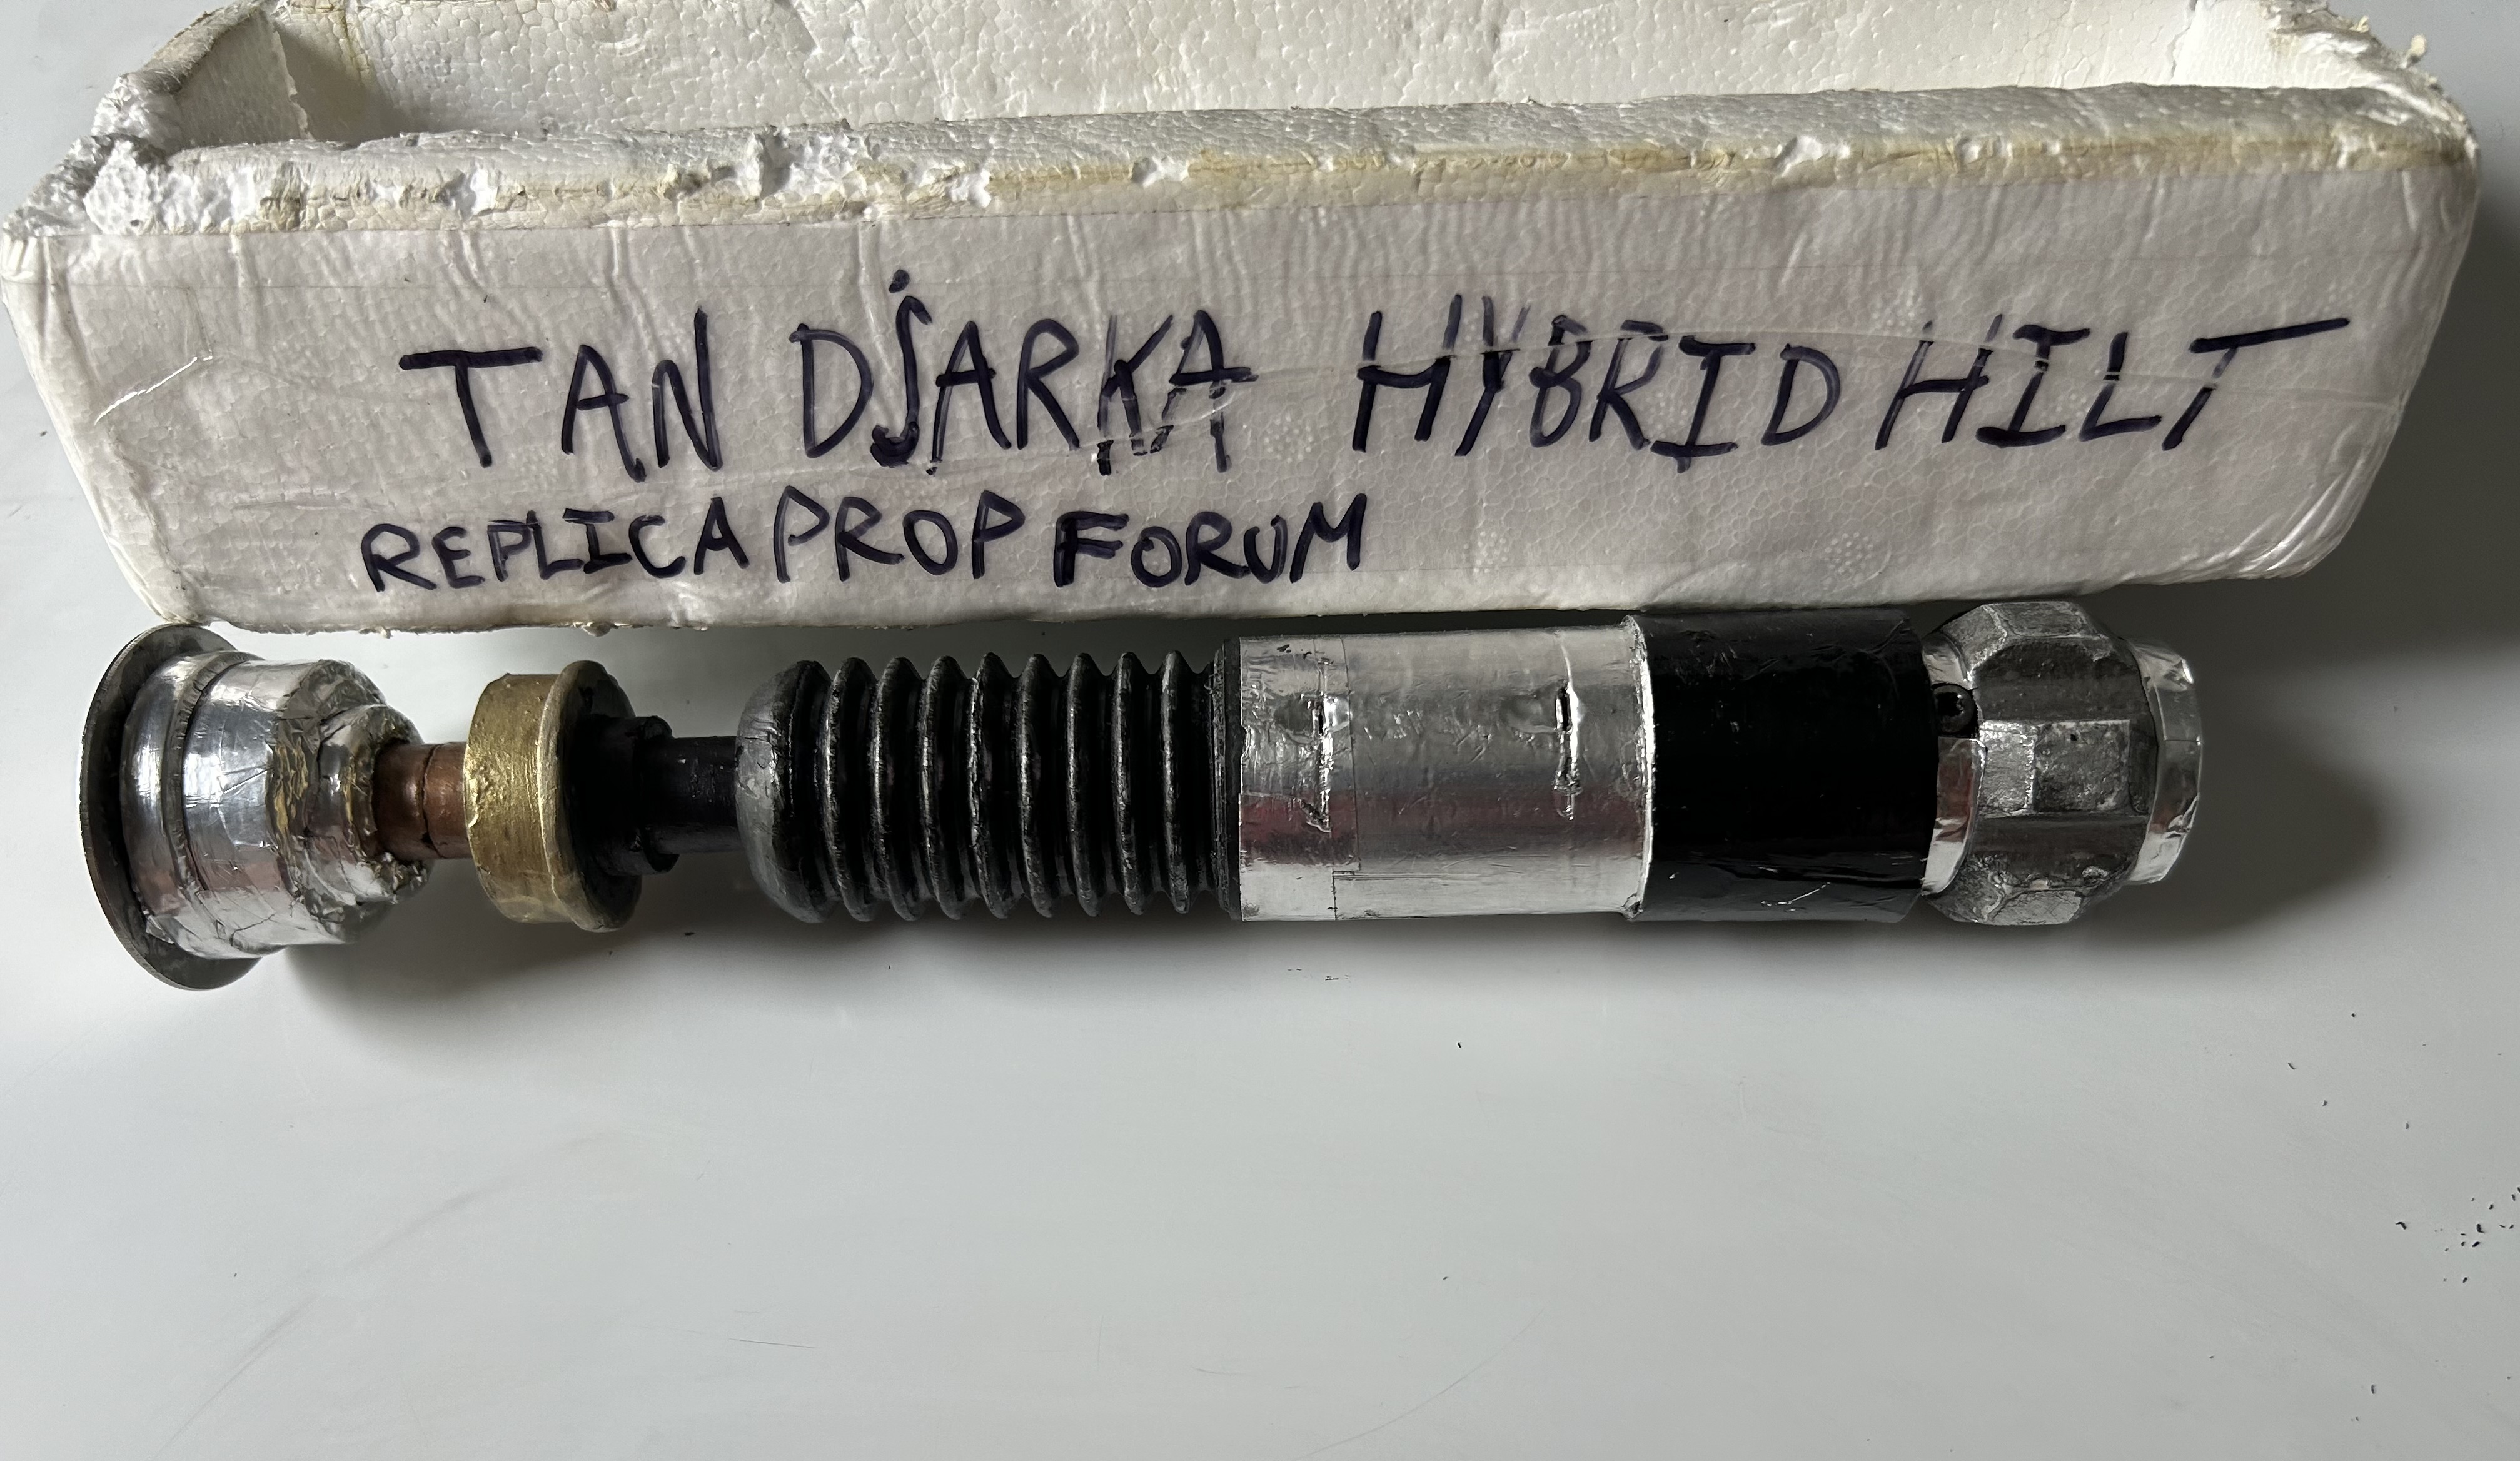 TAN DJARKA HYBRID HILT
REPLICA PROP FORUM